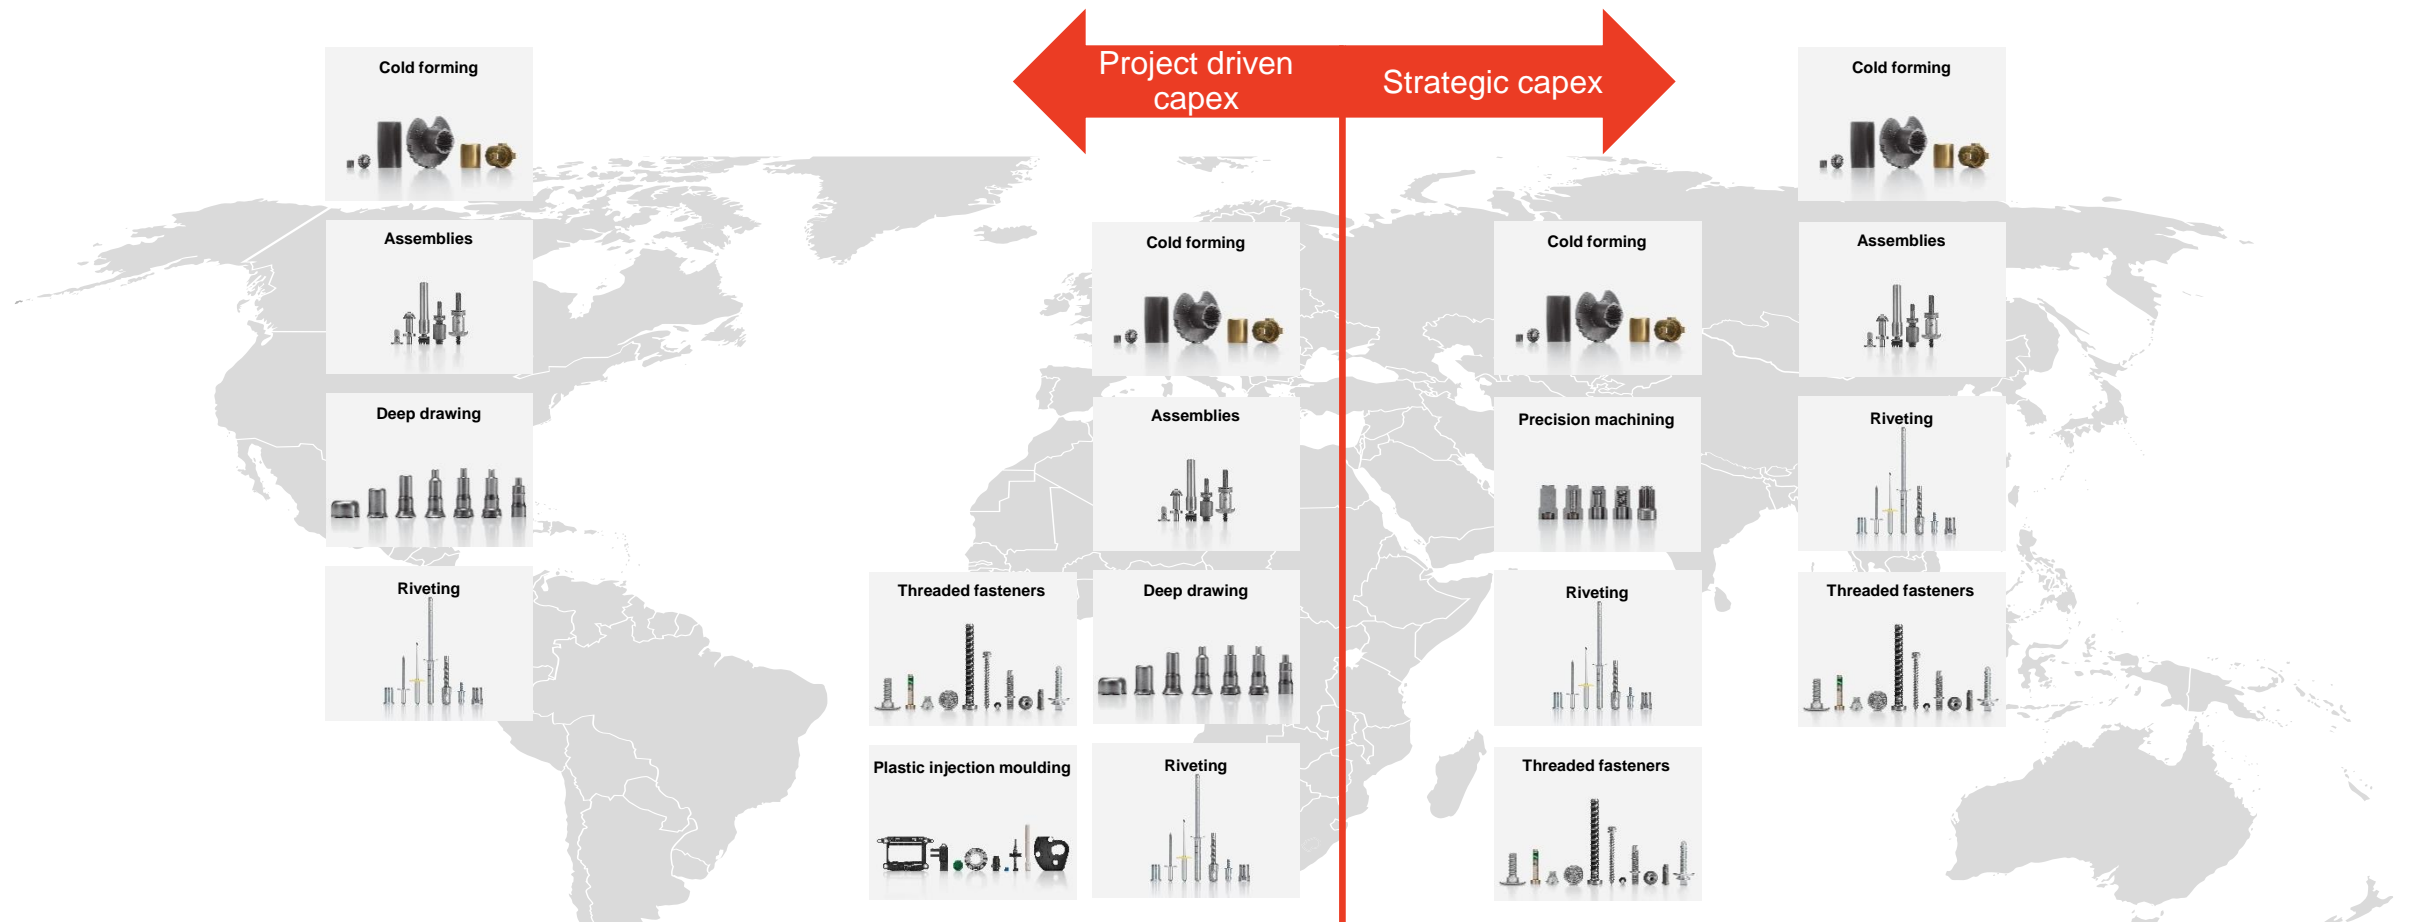 Project driven
capex
Strategic capex
Cold forming
Assemblies
Deep drawing
Riveting
Cold forming
Assemblies
Threaded fasteners
Deep drawing
Plastic injection moulding
Riveting
Cold forming
Precision machining
Riveting
Threaded fasteners
Cold forming
Assemblies
Riveting
Threaded fasteners